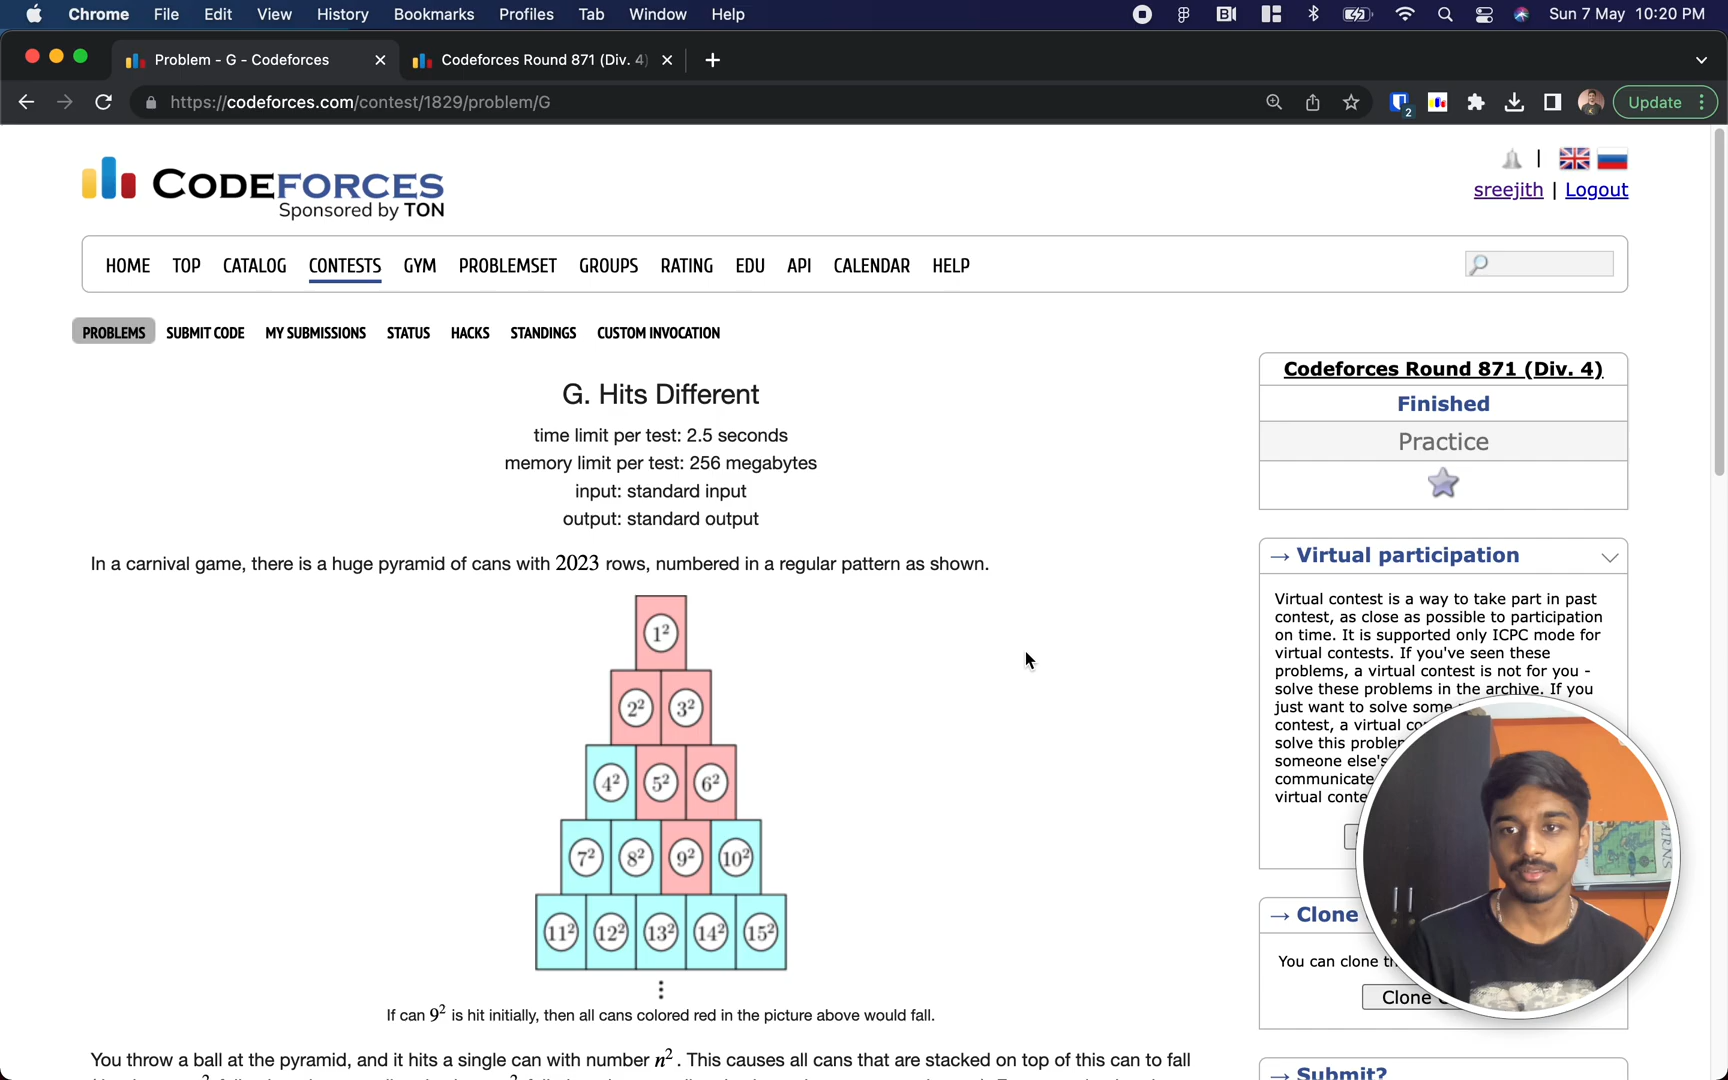 Chrome File Edit View History Bookmarks Profiles Tab Window Help Sun 7 May 10:20 PM
Problem - G - Codeforces
Codeforces Round 871 (Div. 4)
https://codeforces.com/contest/1829/problem/G
2
Update
CODEFORCES
Sponsored by TON
sreejith | Logout
HOME TOP CATALOG CONTESTS GYM PROBLEMSET GROUPS RATING EDU API CALENDAR HELP
PROBLEMS SUBMIT CODE MY SUBMISSIONS STATUS HACKS STANDINGS CUSTOM INVOCATION
G. Hits Different
time limit per test: 2.5 seconds
memory limit per test: 256 megabytes
input: standard input
output: standard output
In a carnival game, there is a huge pyramid of cans with 2023 rows, numbered in a regular pattern as shown.
1²
2² 3²
4² 5² 6²
7² 8² 9² 10²
11² 12² 13² 14² 15²
⋮
If can 9² is hit initially, then all cans colored red in the picture above would fall.
You throw a ball at the pyramid, and it hits a single can with number n². This causes all cans that are stacked on top of this can to fall
Codeforces Round 871 (Div. 4)
Finished
Practice
→ Virtual participation
Virtual contest is a way to take part in past
contest, as close as possible to participation
on time. It is supported only ICPC mode for
virtual contests. If you've seen these
problems, a virtual contest is not for you -
solve these problems in the archive. If you
just want to solve some
contest, a virtual
solve this
someone else's
communicate
virtual
→ Clone
You can clone
Clone
→ Submit?